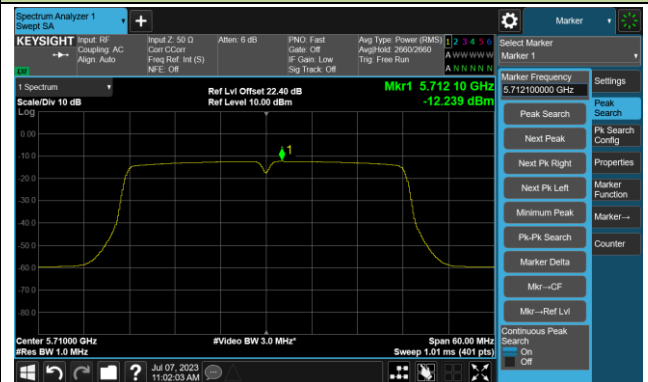 Spectrum Analyzer 1
Swept SA
Marker
KEYSIGHT
Input: RF
Coupling: AC
Align: Auto
Input Z: 50 Ω
Corr CCorr
Freq Ref: Int (S)
NFE: Off
Atten: 6 dB
PNO: Fast
Gate: Off
IF Gain: Low
Sig Track: Off
Avg Type: Power (RMS)
Avg|Hold: 2660/2660
Trig: Free Run
1 2 3 4 5 6
A W W W W W
A N N N N N
Select Marker
Marker 1
1 Spectrum
Scale/Div 10 dB
Log
Ref Lvl Offset 22.40 dB
Ref Level 10.00 dBm
Mkr1 5.712 10 GHz
-12.239 dBm
0.00
-10.0
-20.0
-30.0
-40.0
-50.0
-60.0
-70.0
-80.0
1
Center 5.71000 GHz
#Res BW 1.0 MHz
#Video BW 3.0 MHz*
Span 60.00 MHz
Sweep 1.01 ms (401 pts)
Marker Frequency
5.712100000 GHz
Peak Search
Next Peak
Next Pk Right
Next Pk Left
Minimum Peak
Pk-Pk Search
Marker Delta
Mkr→CF
Mkr→Ref Lvl
Continuous Peak
Search
On
Off
Settings
Peak
Search
Pk Search
Config
Properties
Marker
Function
Marker→
Counter
Jul 07, 2023
11:02:03 AM